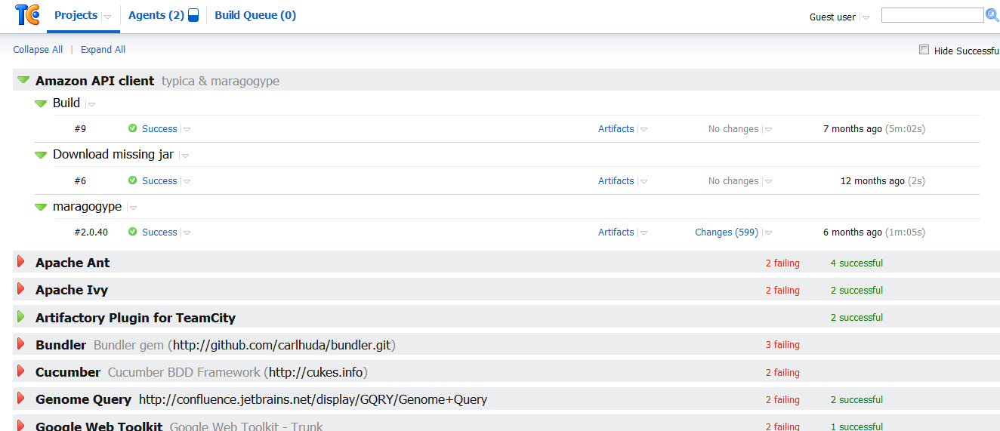 TC Projects Agents (2) Build Queue (0) Guest user
Collapse All | Expand All Hide Successfu
Amazon API client typica & maragogype
Build
#9 Success Artifacts No changes 7 months ago (5m:02s)
Download missing jar
#6 Success Artifacts No changes 12 months ago (2s)
maragogype
#2.0.40 Success Artifacts Changes (599) 6 months ago (1m:05s)
Apache Ant 2 failing 4 successful
Apache Ivy 2 failing 2 successful
Artifactory Plugin for TeamCity 2 successful
Bundler Bundler gem (http://github.com/carlhuda/bundler.git) 3 failing
Cucumber Cucumber BDD Framework (http://cukes.info) 2 failing
Genome Query http://confluence.jetbrains.net/display/GQRY/Genome+Query 2 failing 2 successful
Google Web Toolkit Google Web Toolkit - Trunk 2 failing 1 successful